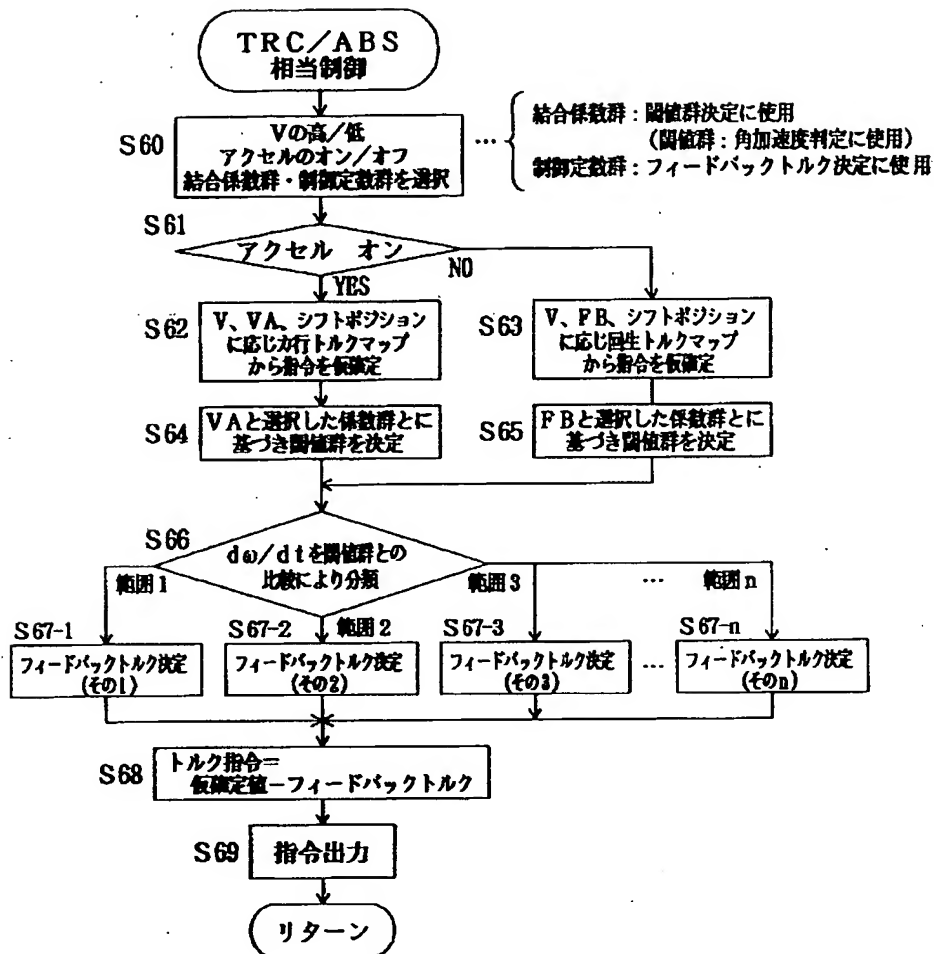 TRC/ABS
相当制御
S60
Vの高/低
アクセルのオン/オフ
結合係数群・制御定数群を選択
… 結合係数群:閾値群決定に使用
(閾値群:角加速度判定に使用)
制御定数群:フィードバックトルク決定に使用
S61
アクセル オン
NO
YES
S62
V、VA、シフトポジション
に応じ力行トルクマップ
から指令を仮確定
S63
V、FB、シフトポジション
に応じ回生トルクマップ
から指令を仮確定
S64
VAと選択した係数群とに
基づき閾値群を決定
S65
FBと選択した係数群とに
基づき閾値群を決定
S66
dω/dtを閾値群との
比較により分類
範囲1
範囲2
範囲3
…
範囲n
S67-1
フィードバックトルク決定
(その1)
S67-2
フィードバックトルク決定
(その2)
S67-3
フィードバックトルク決定
(その3)
…
S67-n
フィードバックトルク決定
(そのn)
S68
トルク指令=
仮確定値-フィードバックトルク
S69
指令出力
リターン